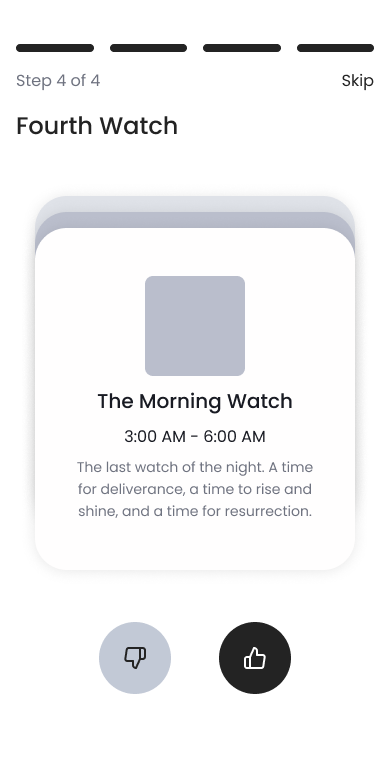 Step 4 of 4
Skip
Fourth Watch
The Morning Watch
3:00 AM - 6:00 AM
The last watch of the night. A time
for deliverance, a time to rise and
shine, and a time for resurrection.